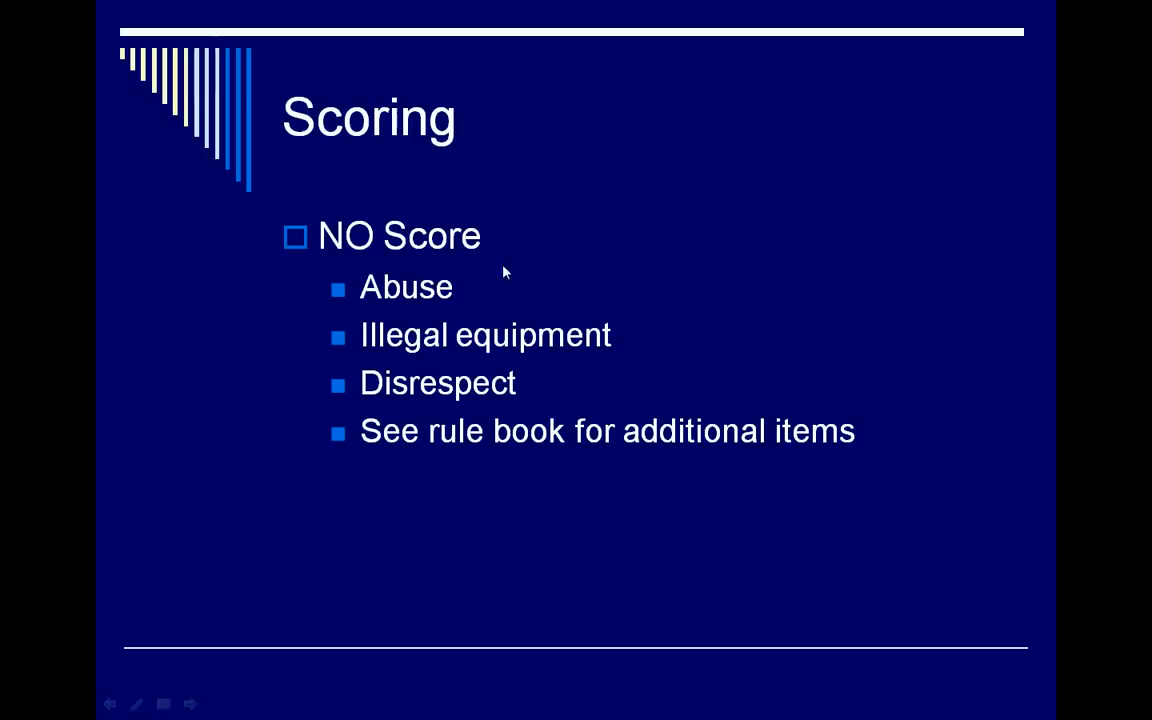 Scoring
NO Score
Abuse
Illegal equipment
Disrespect
See rule book for additional items